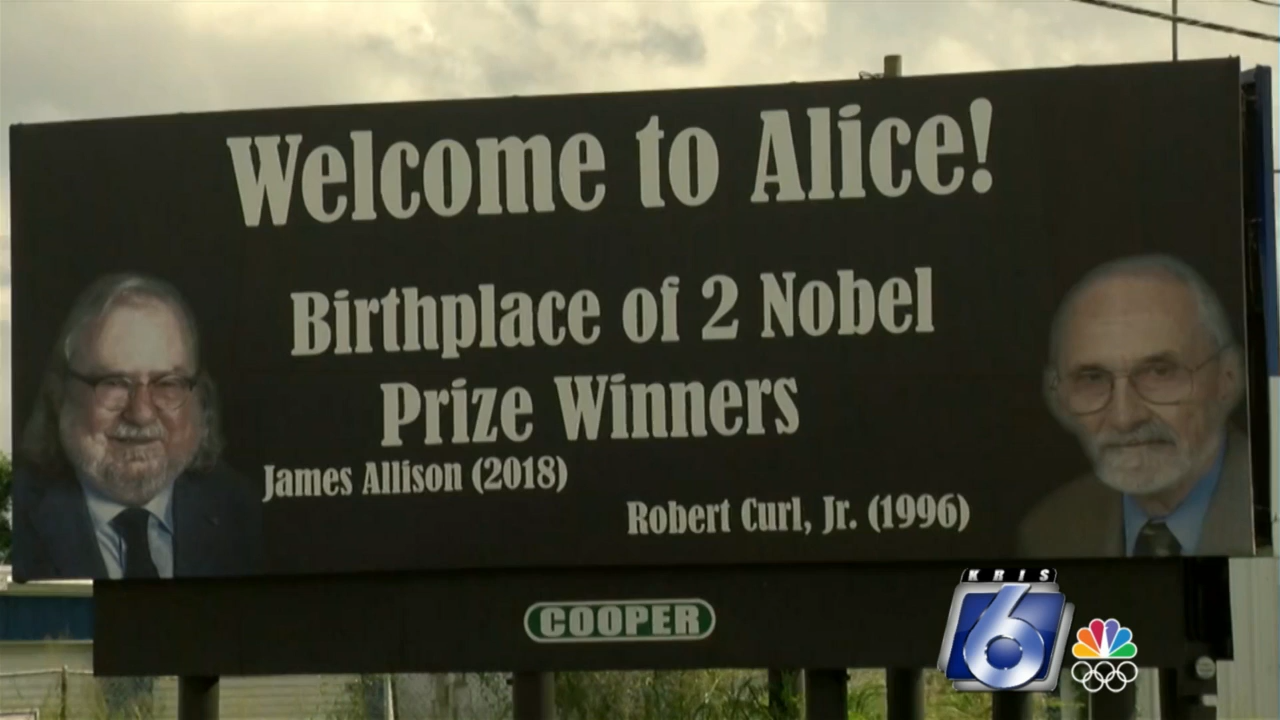 Welcome to Alice!
Birthplace of 2 Nobel
Prize Winners
James Allison (2018)
Robert Curl, Jr. (1996)
COOPER
KRIS
6